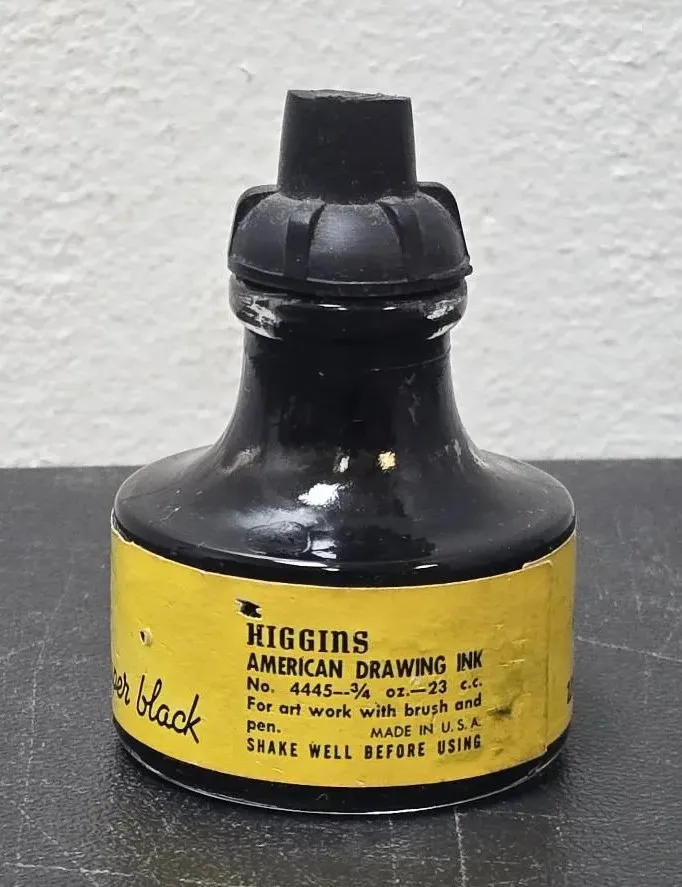 black
HIGGINS
AMERICAN DRAWING INK
No. 4445--3/4 oz.—23 c.c.
For art work with brush and
pen. MADE IN U.S.A.
SHAKE WELL BEFORE USING